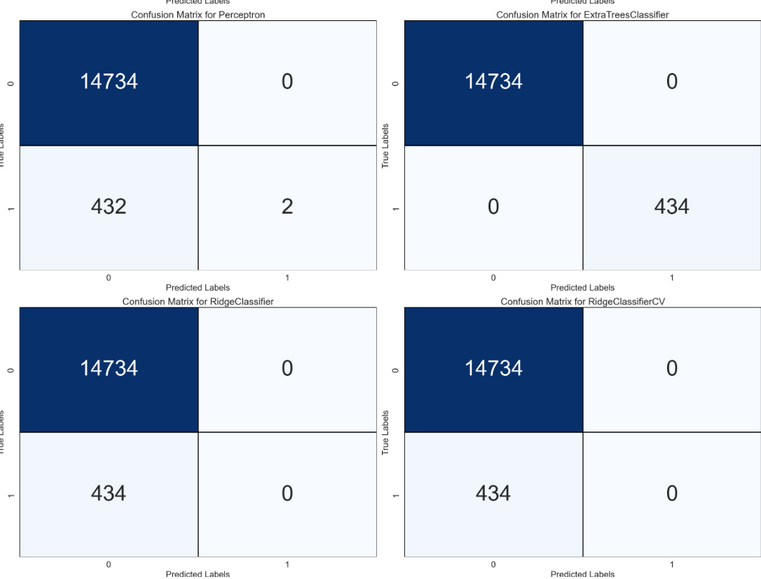 Predicted Labels
Predicted Labels
Confusion Matrix for Perceptron
Confusion Matrix for ExtraTreesClassifier
0
14734
0
0
14734
0
True Labels
True Labels
1
432
2
1
0
434
0
1
0
1
Predicted Labels
Predicted Labels
Confusion Matrix for RidgeClassifier
Confusion Matrix for RidgeClassifierCV
0
14734
0
0
14734
0
True Labels
True Labels
1
434
0
1
434
0
0
1
0
1
Predicted Labels
Predicted Labels